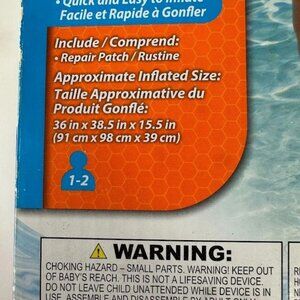 • Quick and Easy to Inflate
Facile et Rapide à Gonfler
Include / Comprend:
• Repair Patch / Rustine
Approximate Inflated Size:
Taille Approximative du
Produit Gonflé:
36 in x 38.5 in x 15.5 in
(91 cm x 98 cm x 39 cm)
1-2
WARNING:
CHOKING HAZARD – SMALL PARTS. WARNING! KEEP OUT
OF BABY'S REACH. THIS IS NOT A LIFESAVING DEVICE.
DO NOT LEAVE CHILD UNATTENDED WHILE DEVICE IS IN
USE. ASSEMBLE AND DISASSEMBLE BY ADULT